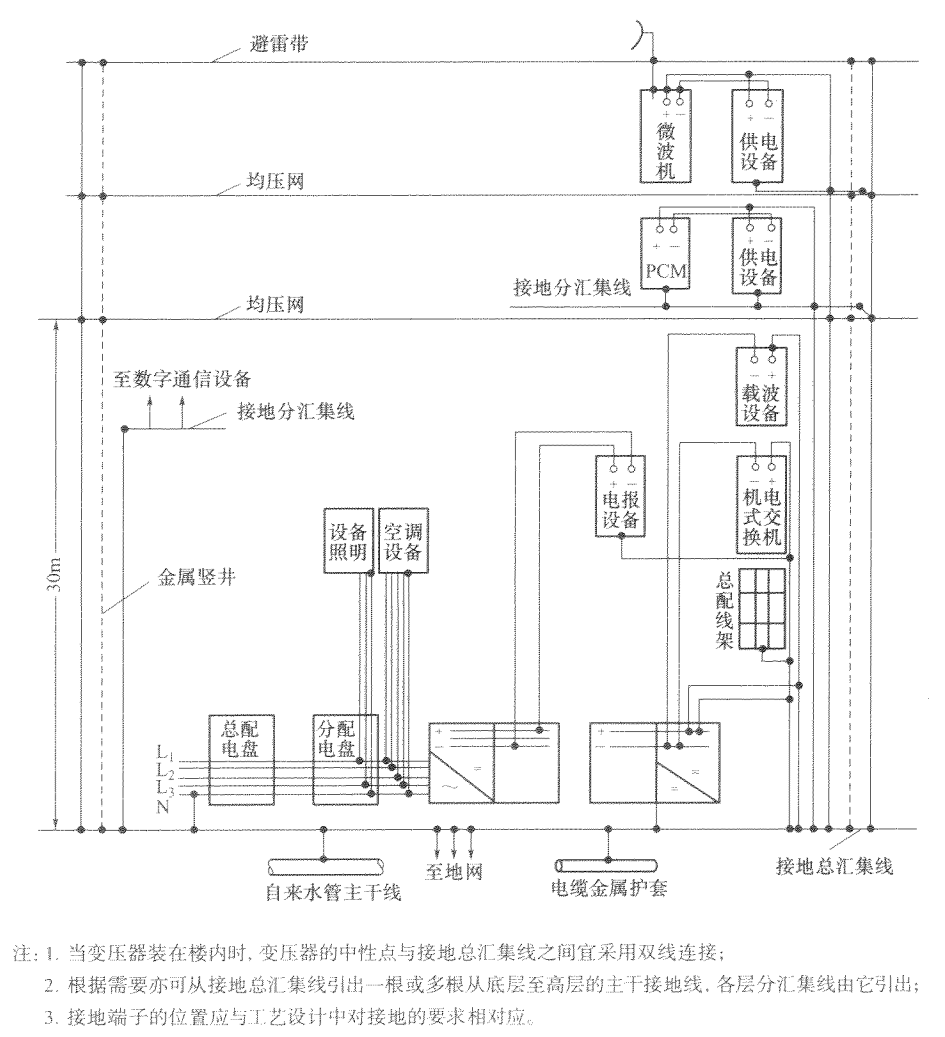 避雷带
+ −
微波机
+ −
供电
设备
均压网
+ −
PCM
+ −
供电
设备
接地分汇集线
均压网
− +
载波
设备
至数字通信设备
接地分汇集线
+ −
电报
设备
− +
机电
式交
换机
设备
照明
空调
设备
30m
金属竖井
总配线架
总配
电盘
分配
电盘
L1
L2
L3
N
+
−
=
~
+
−
=
=
自来水管主干线
至地网
电缆金属护套
接地总汇集线
注: 1. 当变压器装在楼内时, 变压器的中性点与接地总汇集线之间宜采用双线连接;
2. 根据需要亦可从接地总汇集线引出一根或多根从底层至高层的主干接地线, 各层分汇集线由它引出;
3. 接地端子的位置应与工艺设计中对接地的要求相对应。